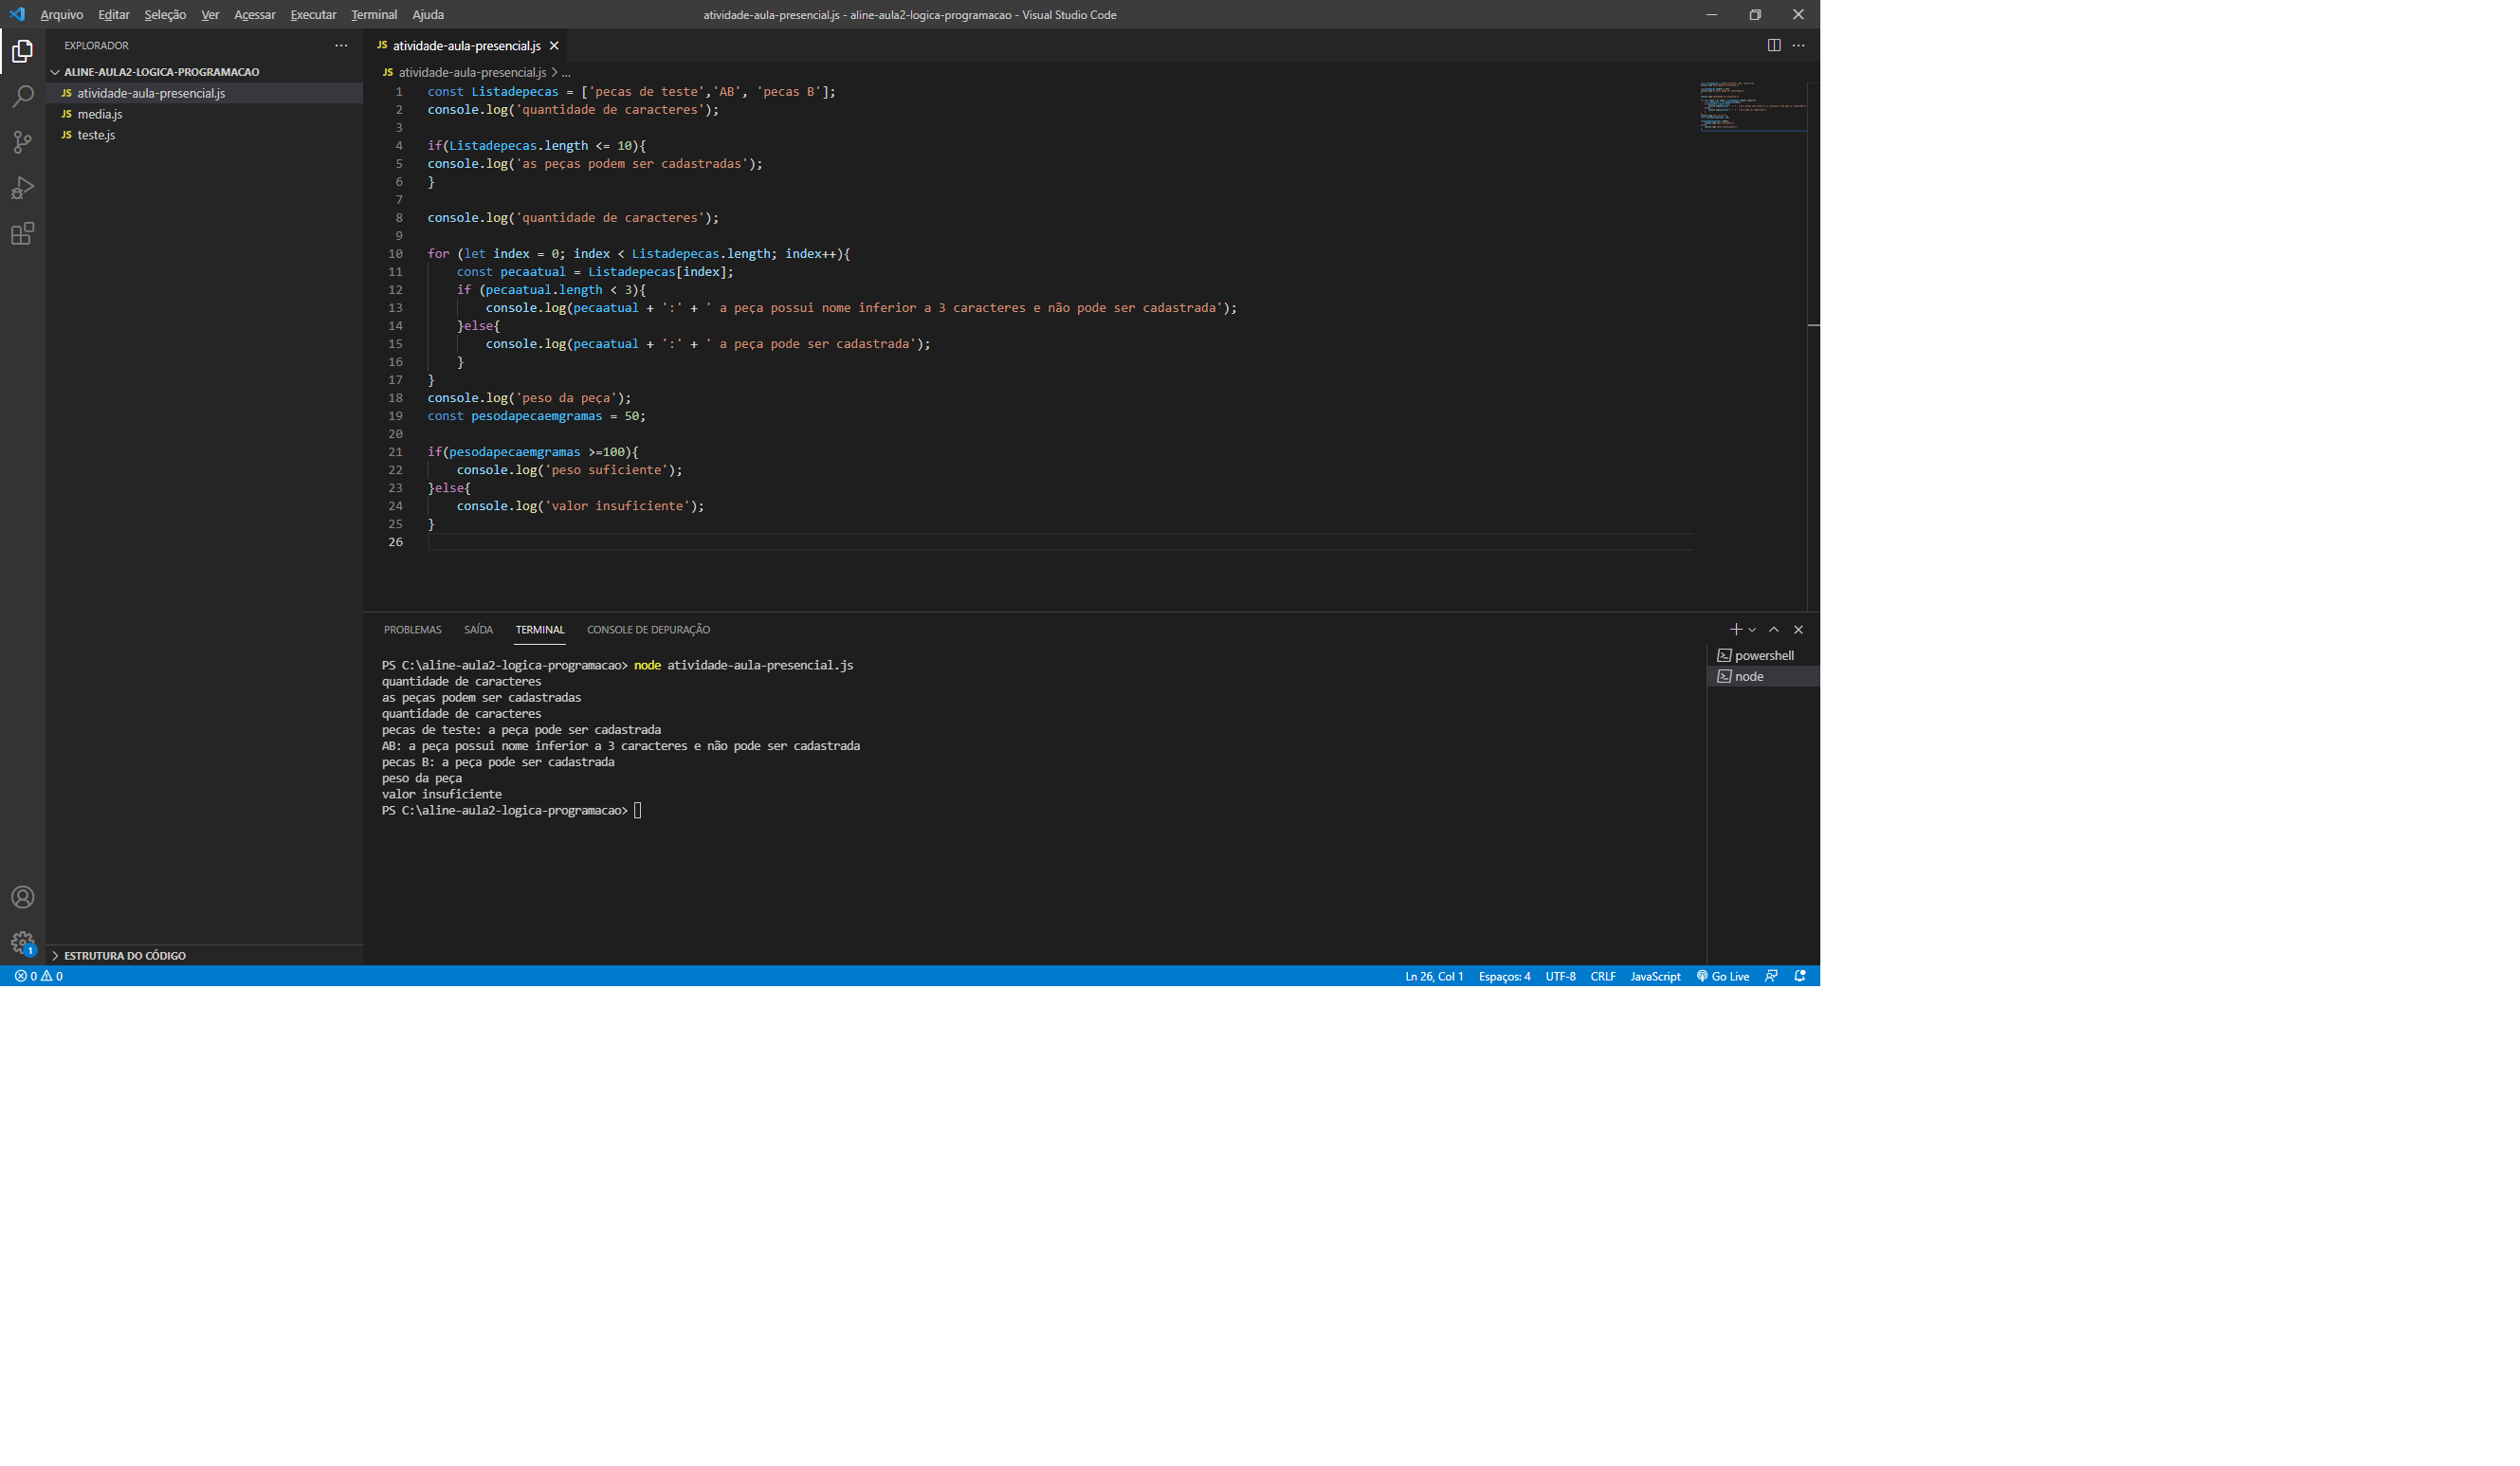 Arquivo Editar Seleção Ver Acessar Executar Terminal Ajuda
atividade-aula-presencial.js - aline-aula2-logica-programacao - Visual Studio Code
EXPLORADOR
ALINE-AULA2-LOGICA-PROGRAMACAO
JS atividade-aula-presencial.js
JS media.js
JS teste.js
ESTRUTURA DO CÓDIGO
1
JS atividade-aula-presencial.js
JS atividade-aula-presencial.js > ...
1 const Listadepecas = ['pecas de teste','AB', 'pecas B'];
2 console.log('quantidade de caracteres');
3
4 if(Listadepecas.length <= 10){
5 console.log('as peças podem ser cadastradas');
6 }
7
8 console.log('quantidade de caracteres');
9
10 for (let index = 0; index < Listadepecas.length; index++){
11     const pecaatual = Listadepecas[index];
12     if (pecaatual.length < 3){
13         console.log(pecaatual + ':' + ' a peça possui nome inferior a 3 caracteres e não pode ser cadastrada');
14     }else{
15         console.log(pecaatual + ':' + ' a peça pode ser cadastrada');
16     }
17 }
18 console.log('peso da peça');
19 const pesodapecaemgramas = 50;
20
21 if(pesodapecaemgramas >=100){
22     console.log('peso suficiente');
23 }else{
24     console.log('valor insuficiente');
25 }
26
PROBLEMAS SAÍDA TERMINAL CONSOLE DE DEPURAÇÃO
PS C:\aline-aula2-logica-programacao> node atividade-aula-presencial.js
quantidade de caracteres
as peças podem ser cadastradas
quantidade de caracteres
pecas de teste: a peça pode ser cadastrada
AB: a peça possui nome inferior a 3 caracteres e não pode ser cadastrada
pecas B: a peça pode ser cadastrada
peso da peça
valor insuficiente
PS C:\aline-aula2-logica-programacao>
powershell
node
0 0
Ln 26, Col 1 Espaços: 4 UTF-8 CRLF JavaScript Go Live